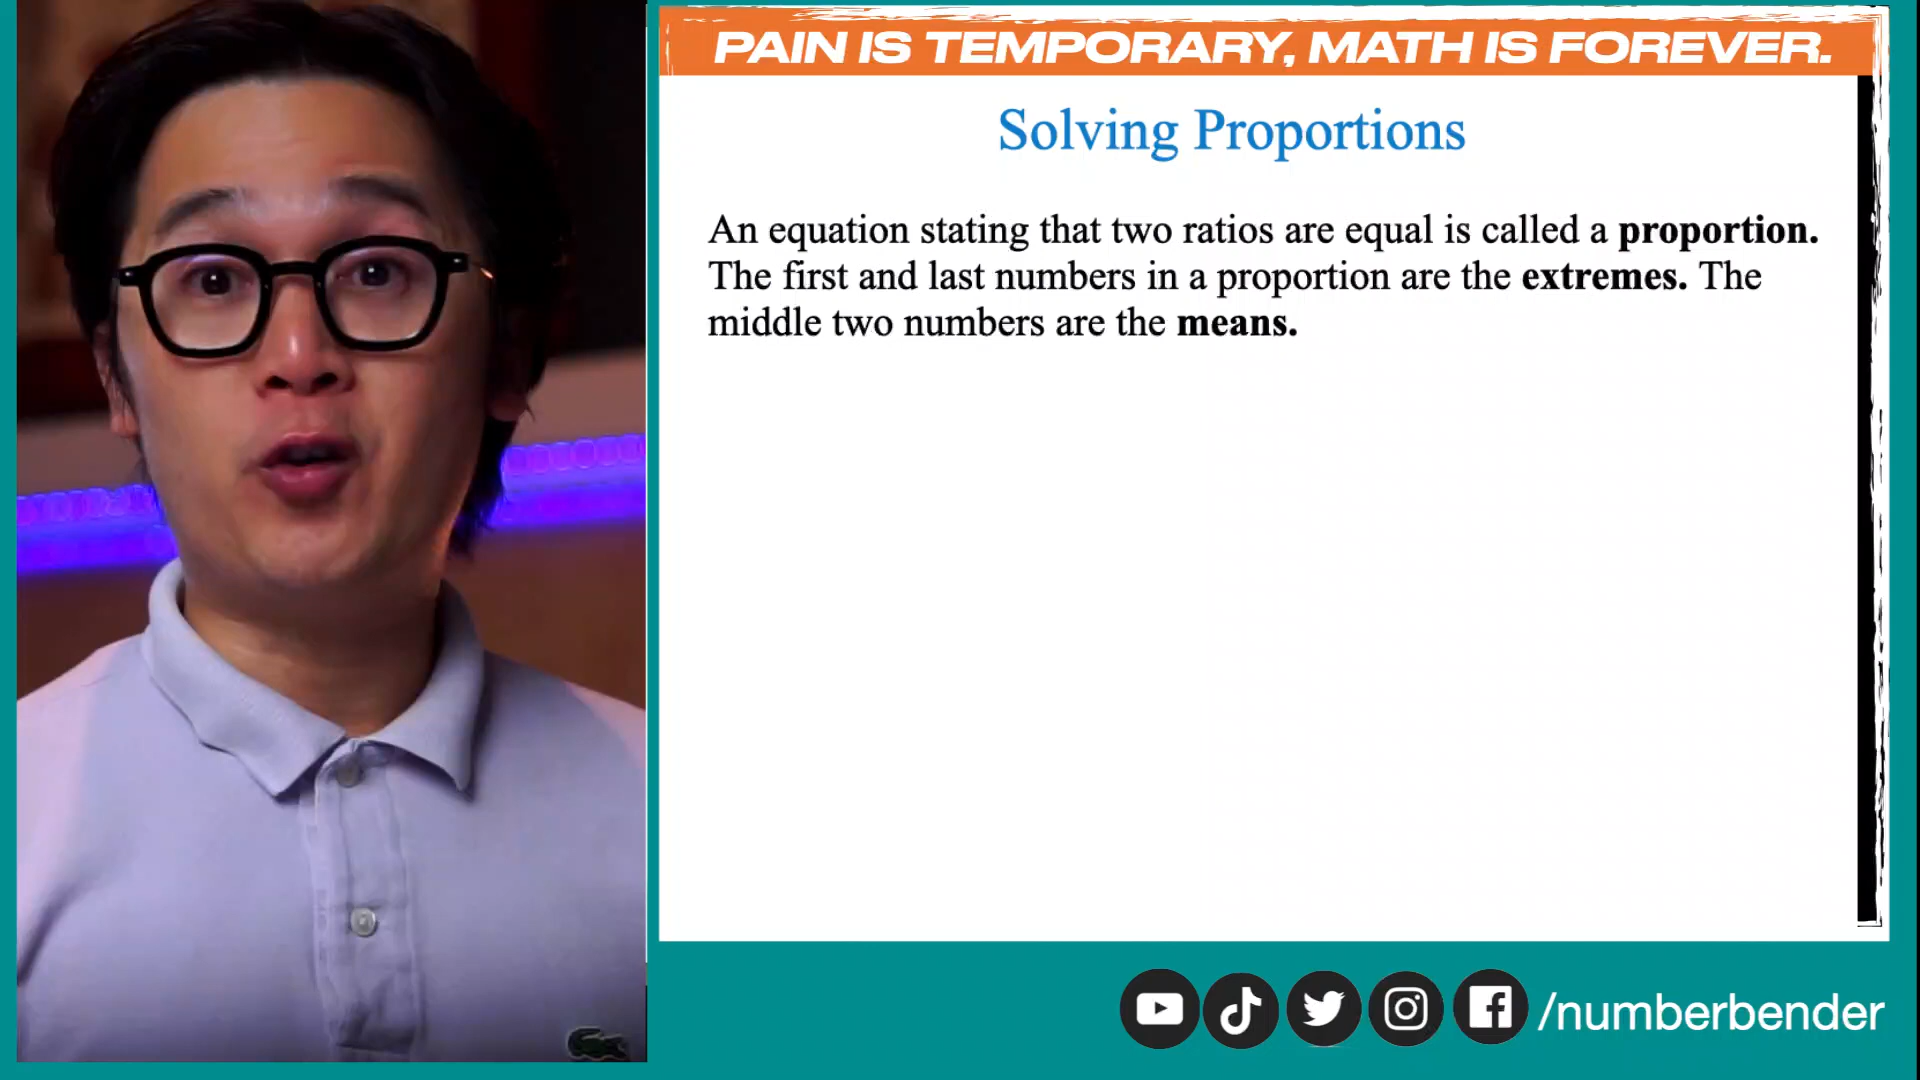 PAIN IS TEMPORARY, MATH IS FOREVER.
Solving Proportions
An equation stating that two ratios are equal is called a proportion.
The first and last numbers in a proportion are the extremes. The
middle two numbers are the means.
/numberbender